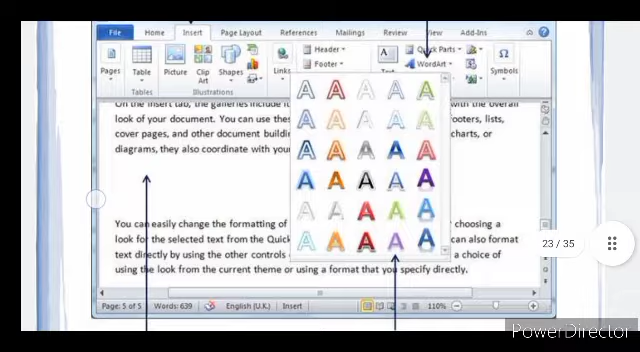 File Home Insert Page Layout References Mailings Review View Add-Ins
Pages Table Picture Clip Art Shapes Links Header Footer Quick Parts WordArt Symbols
Tables Illustrations
On the Insert tab, the galleries include with the overall
look of your document. You can use these footers, lists,
cover pages, and other document building charts, or
diagrams, they also coordinate with your
You can easily change the formatting of choosing a
look for the selected text from the Quick can also format
text directly by using the other controls a choice of
using the look from the current theme or using a format that you specify directly.
23 / 35
Page: 5 of 5 Words: 639 English (U.K.) Insert 110%
PowerDirector